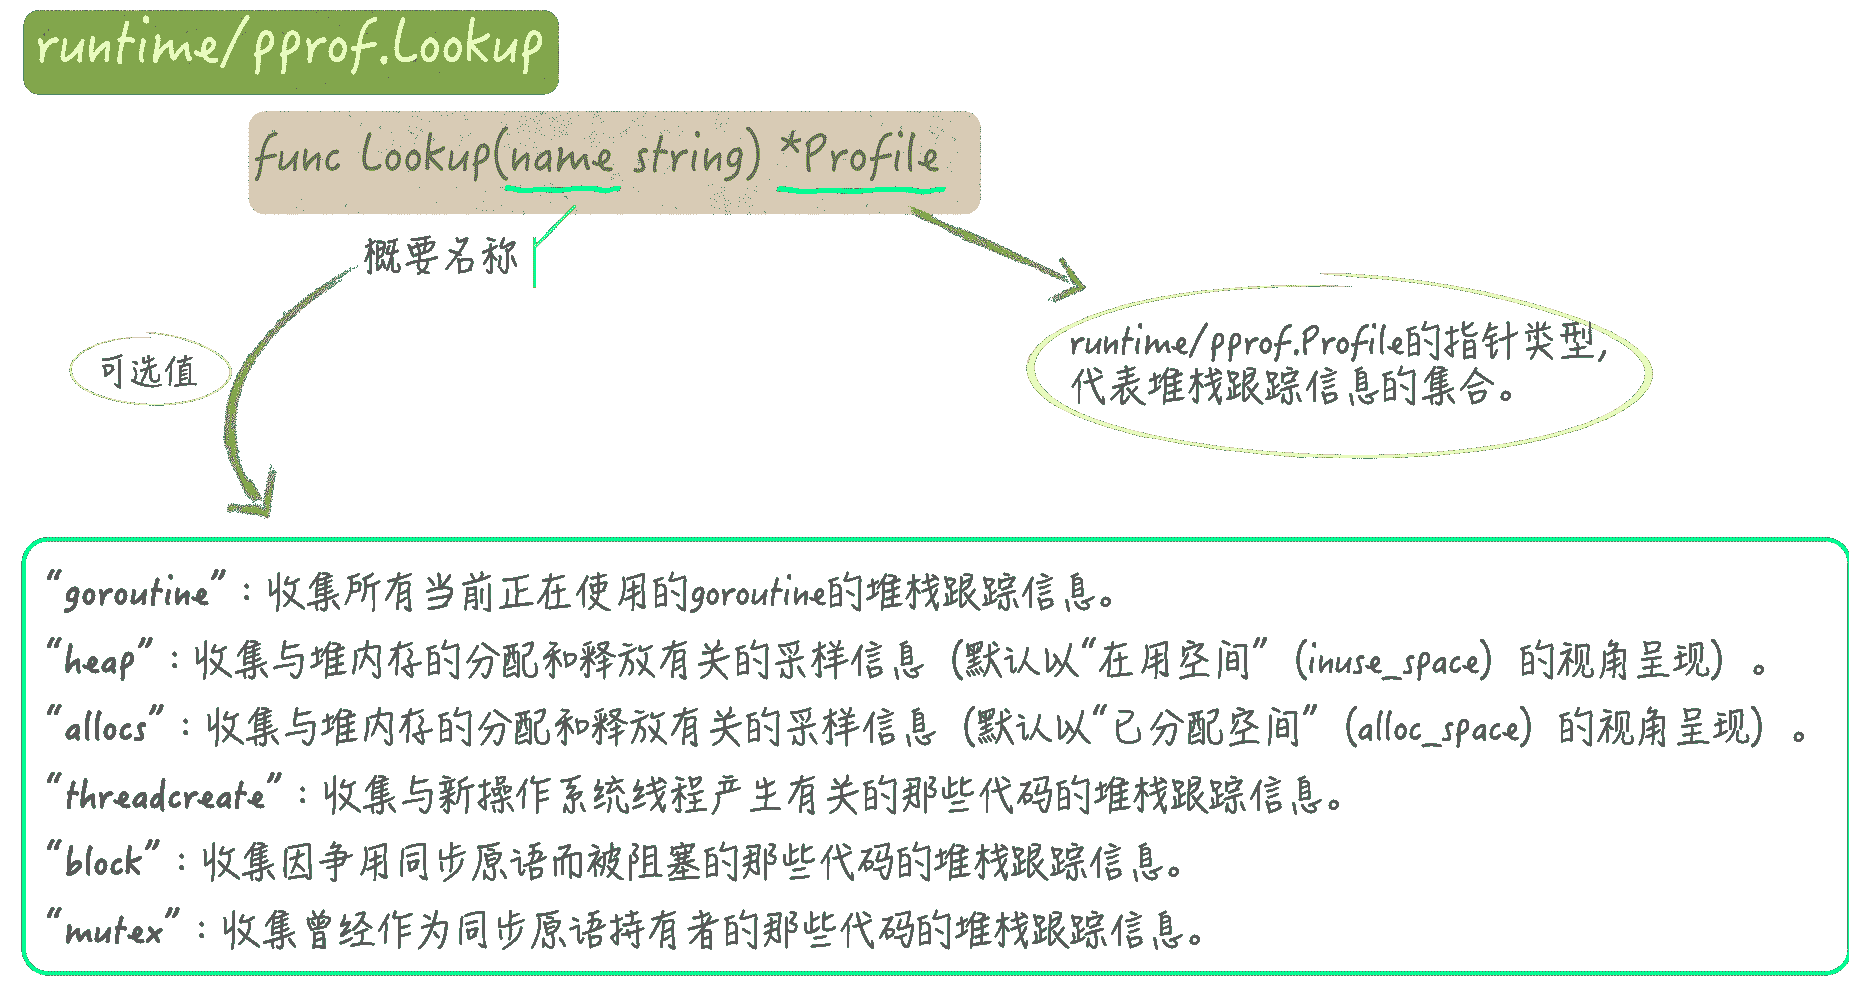 runtime/pprof.Lookup
func Lookup(name string) *Profile
概要名称
可选值
runtime/pprof.Profile的指针类型,
代表堆栈跟踪信息的集合。
“goroutine”：收集所有当前正在使用的goroutine的堆栈跟踪信息。
“heap”：收集与堆内存的分配和释放有关的采样信息（默认以“在用空间”（inuse_space）的视角呈现）。
“allocs”：收集与堆内存的分配和释放有关的采样信息（默认以“已分配空间”（alloc_space）的视角呈现）。
“threadcreate”：收集与新操作系统线程产生有关的那些代码的堆栈跟踪信息。
“block”：收集因争用同步原语而被阻塞的那些代码的堆栈跟踪信息。
“mutex”：收集曾经作为同步原语持有者的那些代码的堆栈跟踪信息。